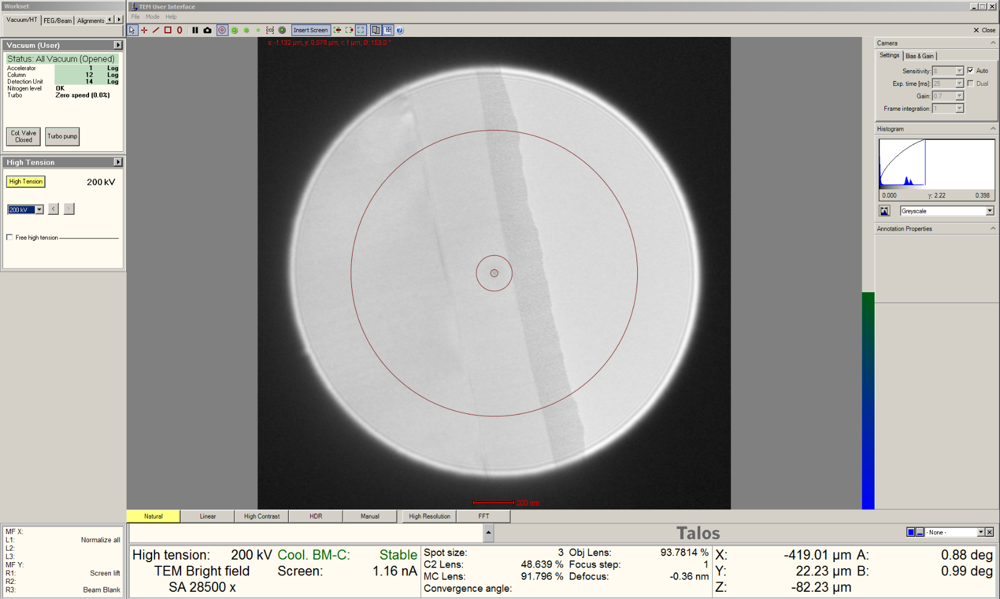 Workset
TEM User Interface
File Mode Help
Vacuum/HT FEG/Beam Alignments
CCD
Insert Screen
Close
Vacuum (User)
Status: All Vacuum (Opened)
Accelerator 1 Log
Column 12 Log
Detection Unit 14 Log
Nitrogen level OK
Turbo Zero speed (0.0%)
Col. Valve
Closed
Turbo pump
High Tension
High Tension 200 kV
200 kV < >
Free high tension
x: -1.132 µm, y: 0.576 µm, r: 1 µm, Θ: 153.0 °
200 nm
Camera
Settings Bias & Gain
Sensitivity: 8 Auto
Exp. time [ms]: 25 Dual
Gain: 0.7
Frame integration: 1
Histogram
0.000 γ: 2.22 0.398
Greyscale
Annotation Properties
Natural Linear High Contrast HDR Manual High Resolution FFT
MF X:
L1: Normalize all
L2:
L3:
MF Y:
R1: Screen lift
R2:
R3: Beam Blank
Talos
- None -
High tension: 200 kV
TEM Bright field
SA 28500 x
Cool. BM-C: Stable
Screen: 1.16 nA
Spot size: 3
C2 Lens: 48.639 %
MC Lens: 91.796 %
Convergence angle:
Obj Lens: 93.7814 %
Focus step: 1
Defocus: -0.36 nm
X: -419.01 µm
Y: 22.23 µm
Z: -82.23 µm
A: 0.88 deg
B: 0.99 deg